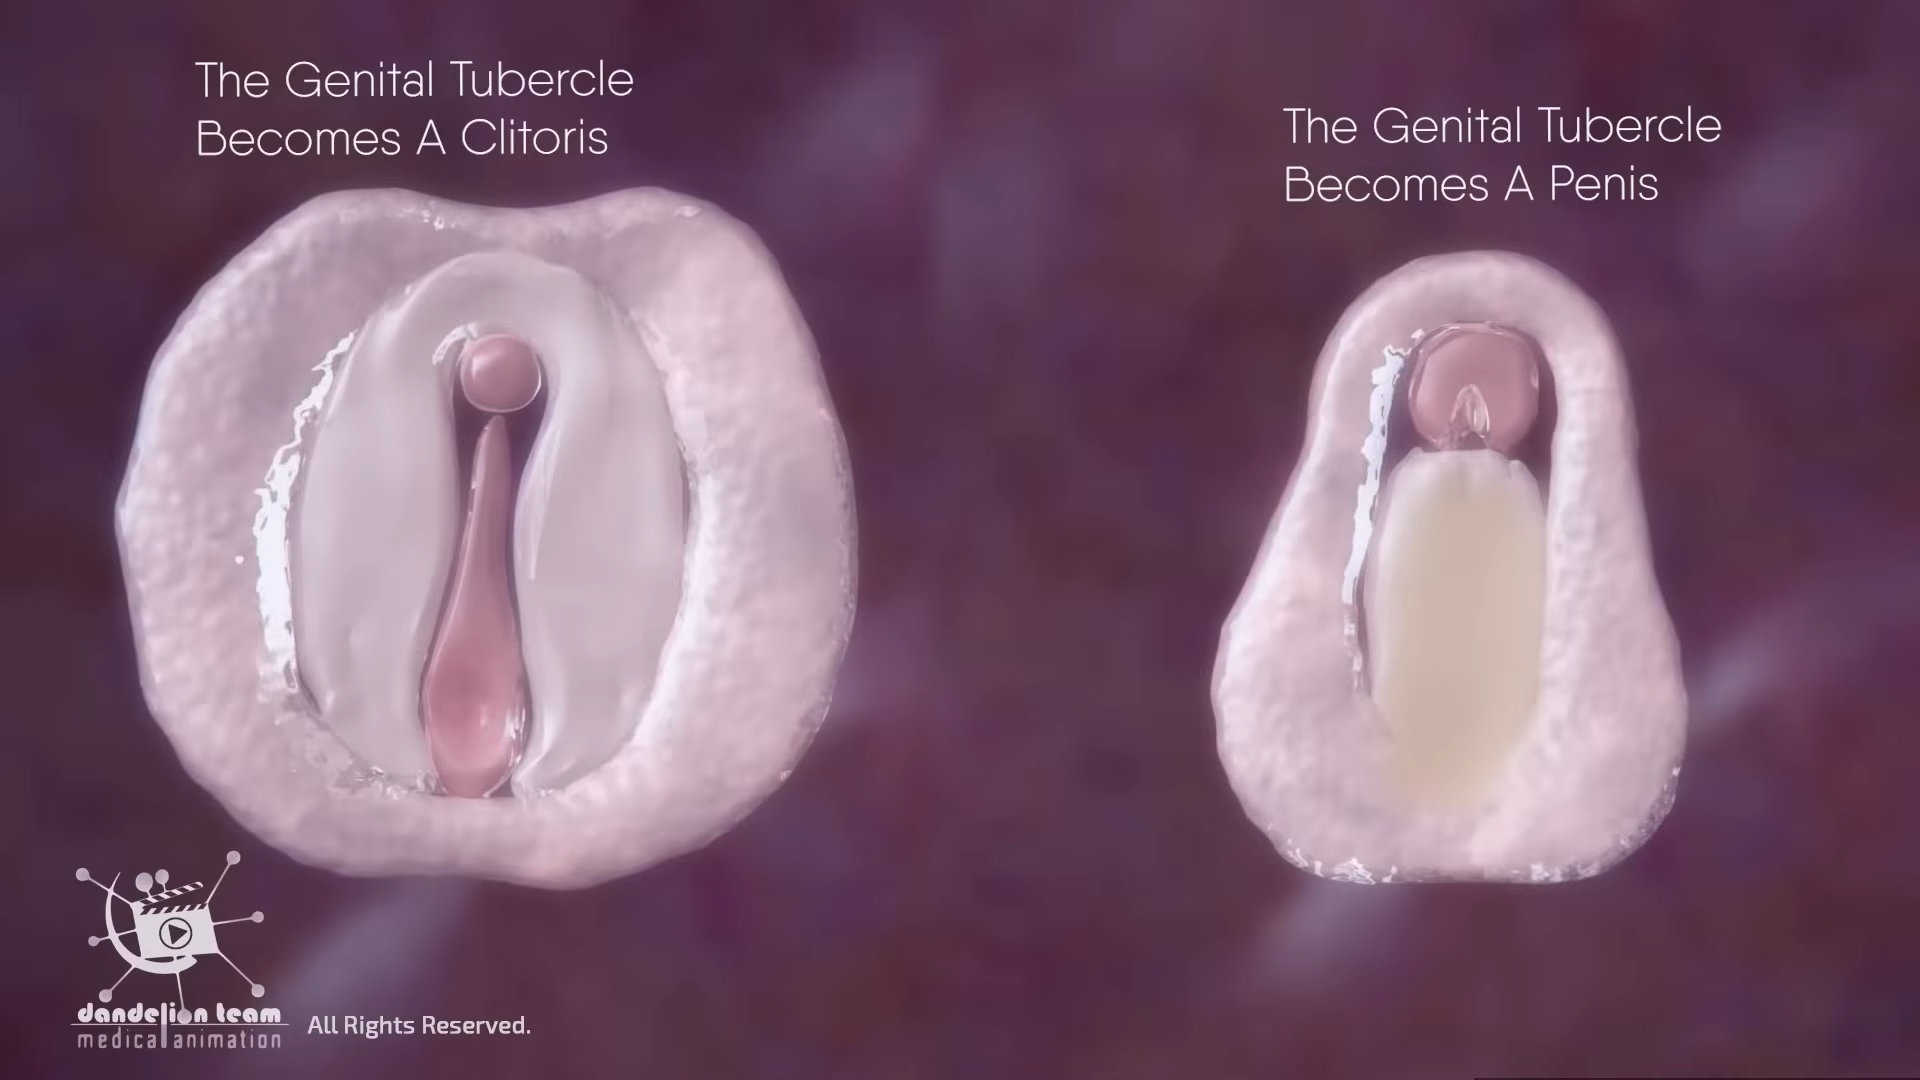 The Genital Tubercle
Becomes A Clitoris
The Genital Tubercle
Becomes A Penis
dandelion team
medical animation
All Rights Reserved.